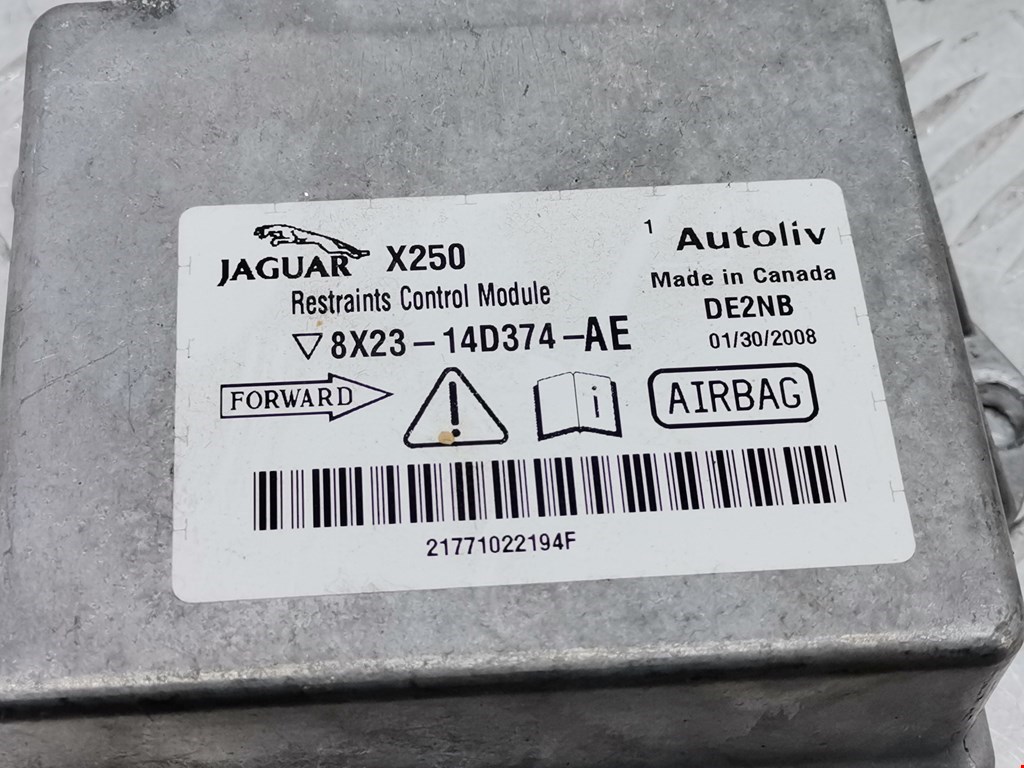 JAGUAR X250
Restraints Control Module
8X23-14D374-AE
1 Autoliv
Made in Canada
DE2NB
01/30/2008
FORWARD
i
AIRBAG
21771022194F